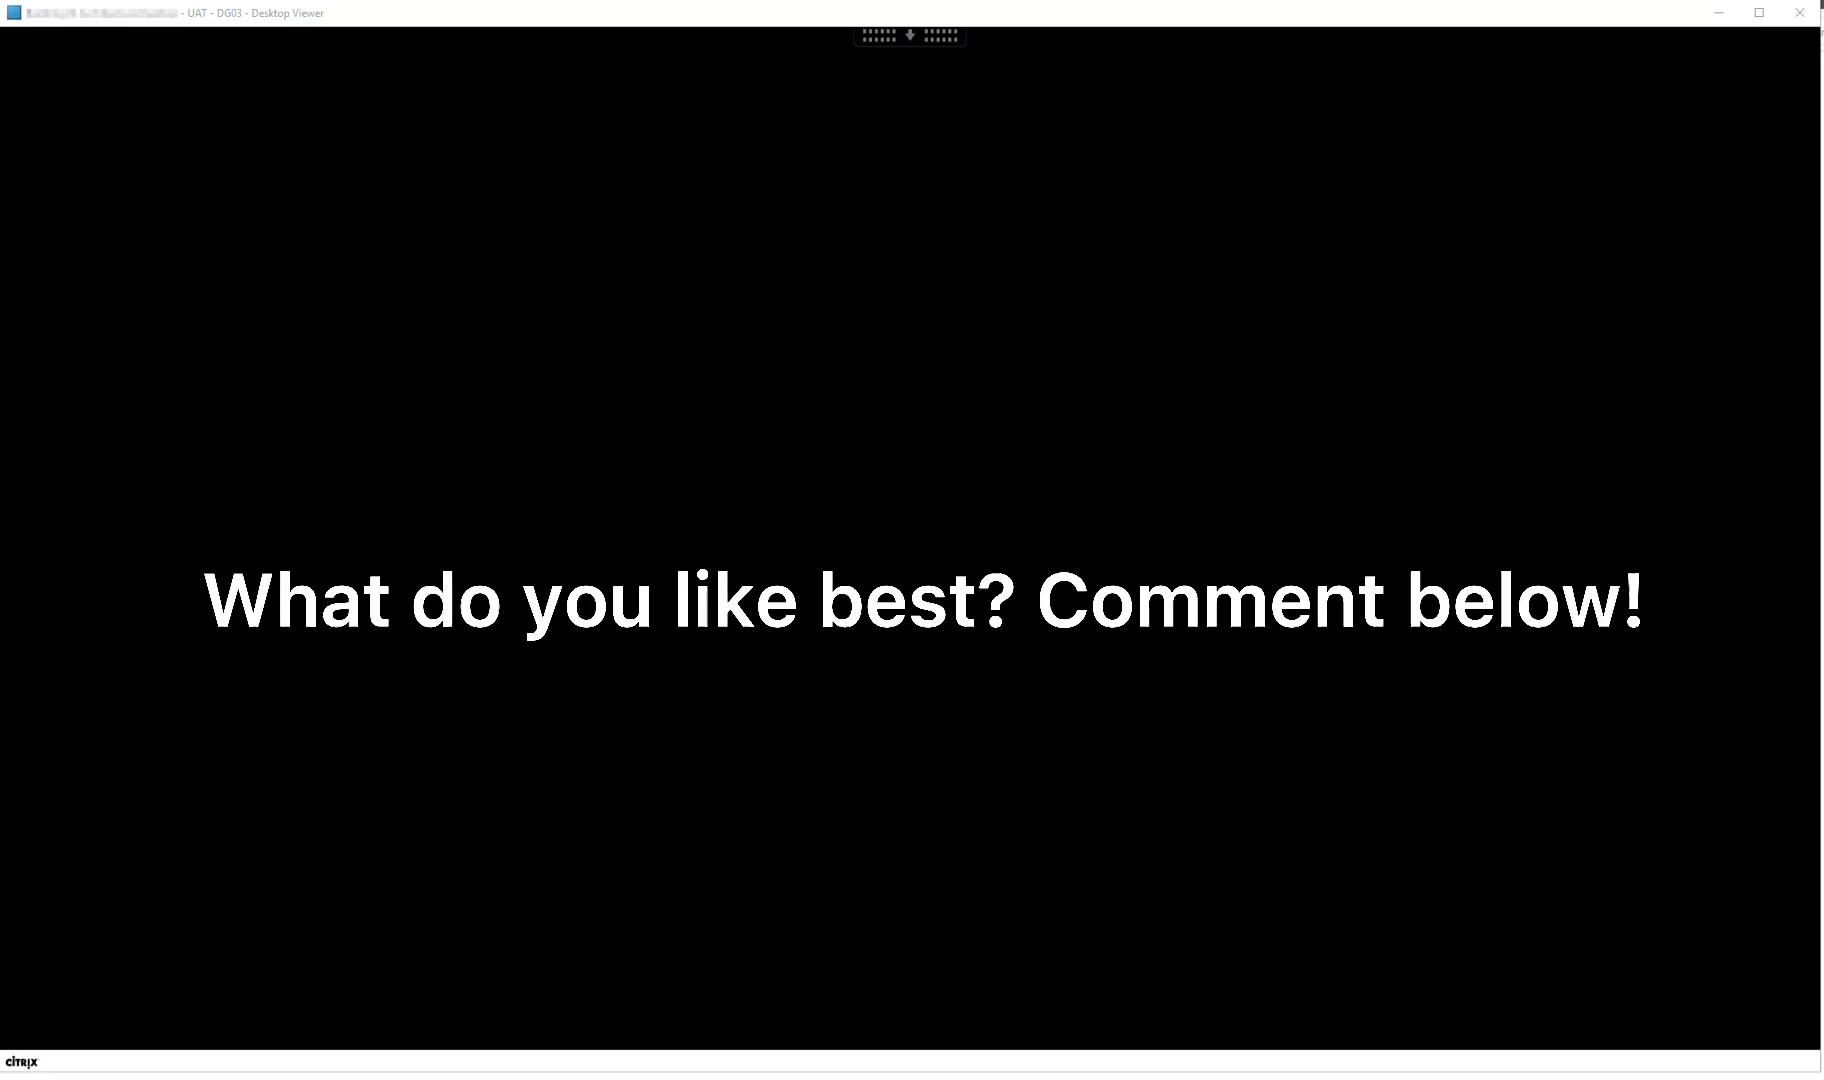 - UAT - DG03 - Desktop Viewer
What do you like best? Comment below!
CiTRIX